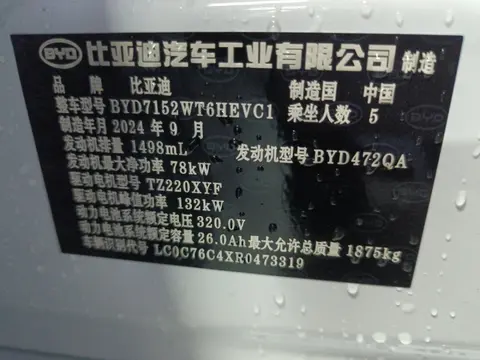 BYD 比亚迪汽车工业有限公司 制造
品牌 比亚迪 制造国 中国
整车型号 BYD7152WT6HEVC1 乘坐人数 5
制造年月 2024年9月
发动机排量 1498mL 发动机型号 BYD472QA
发动机最大净功率 78kW
驱动电机型号 TZ220XYF
驱动电机峰值功率 132kW
动力电池系统额定电压 320.0V
动力电池系统额定容量 26.0Ah 最大允许总质量 1875kg
车辆识别代号 LC0C76C4XR0473319